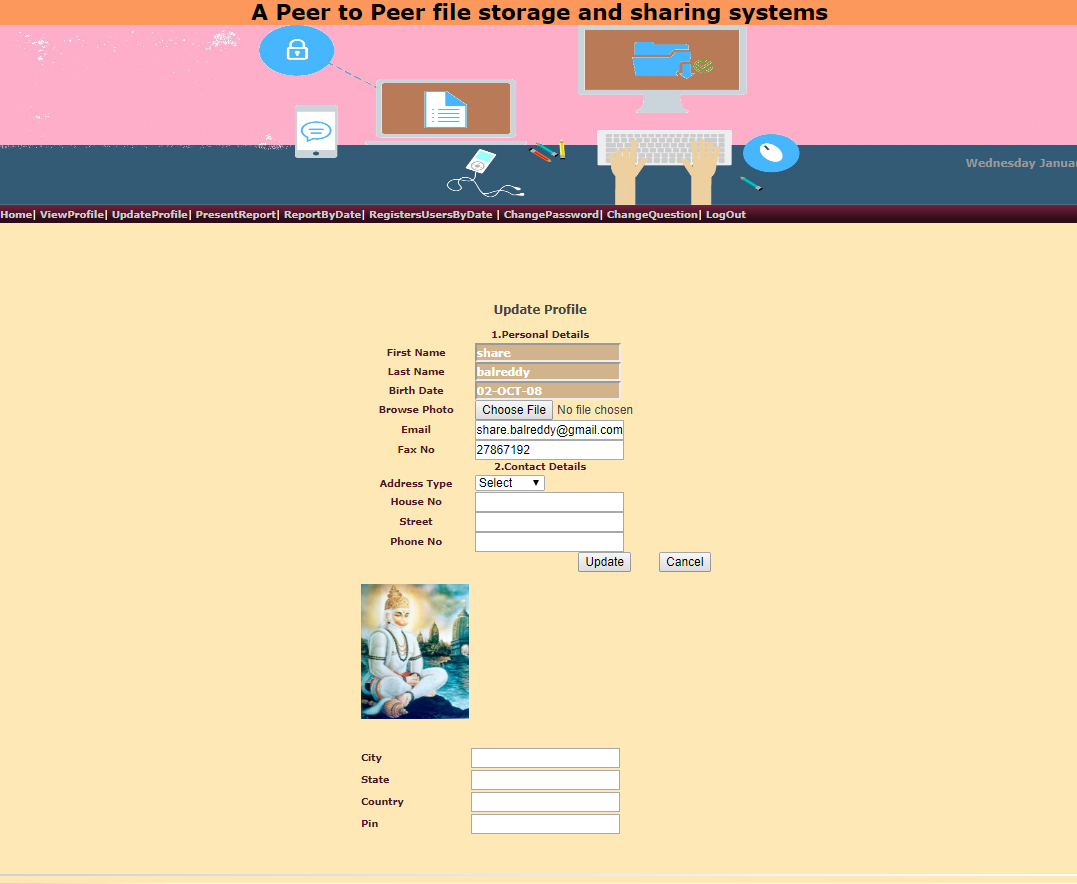 A Peer to Peer file storage and sharing systems
Wednesday Januar
Home| ViewProfile| UpdateProfile| PresentReport| ReportByDate| RegistersUsersByDate | ChangePassword| ChangeQuestion| LogOut
Update Profile
1.Personal Details
First Name share
Last Name balreddy
Birth Date 02-OCT-08
Browse Photo Choose File No file chosen
Email share.balreddy@gmail.com
Fax No 27867192
2.Contact Details
Address Type Select
House No
Street
Phone No
Update Cancel
City
State
Country
Pin